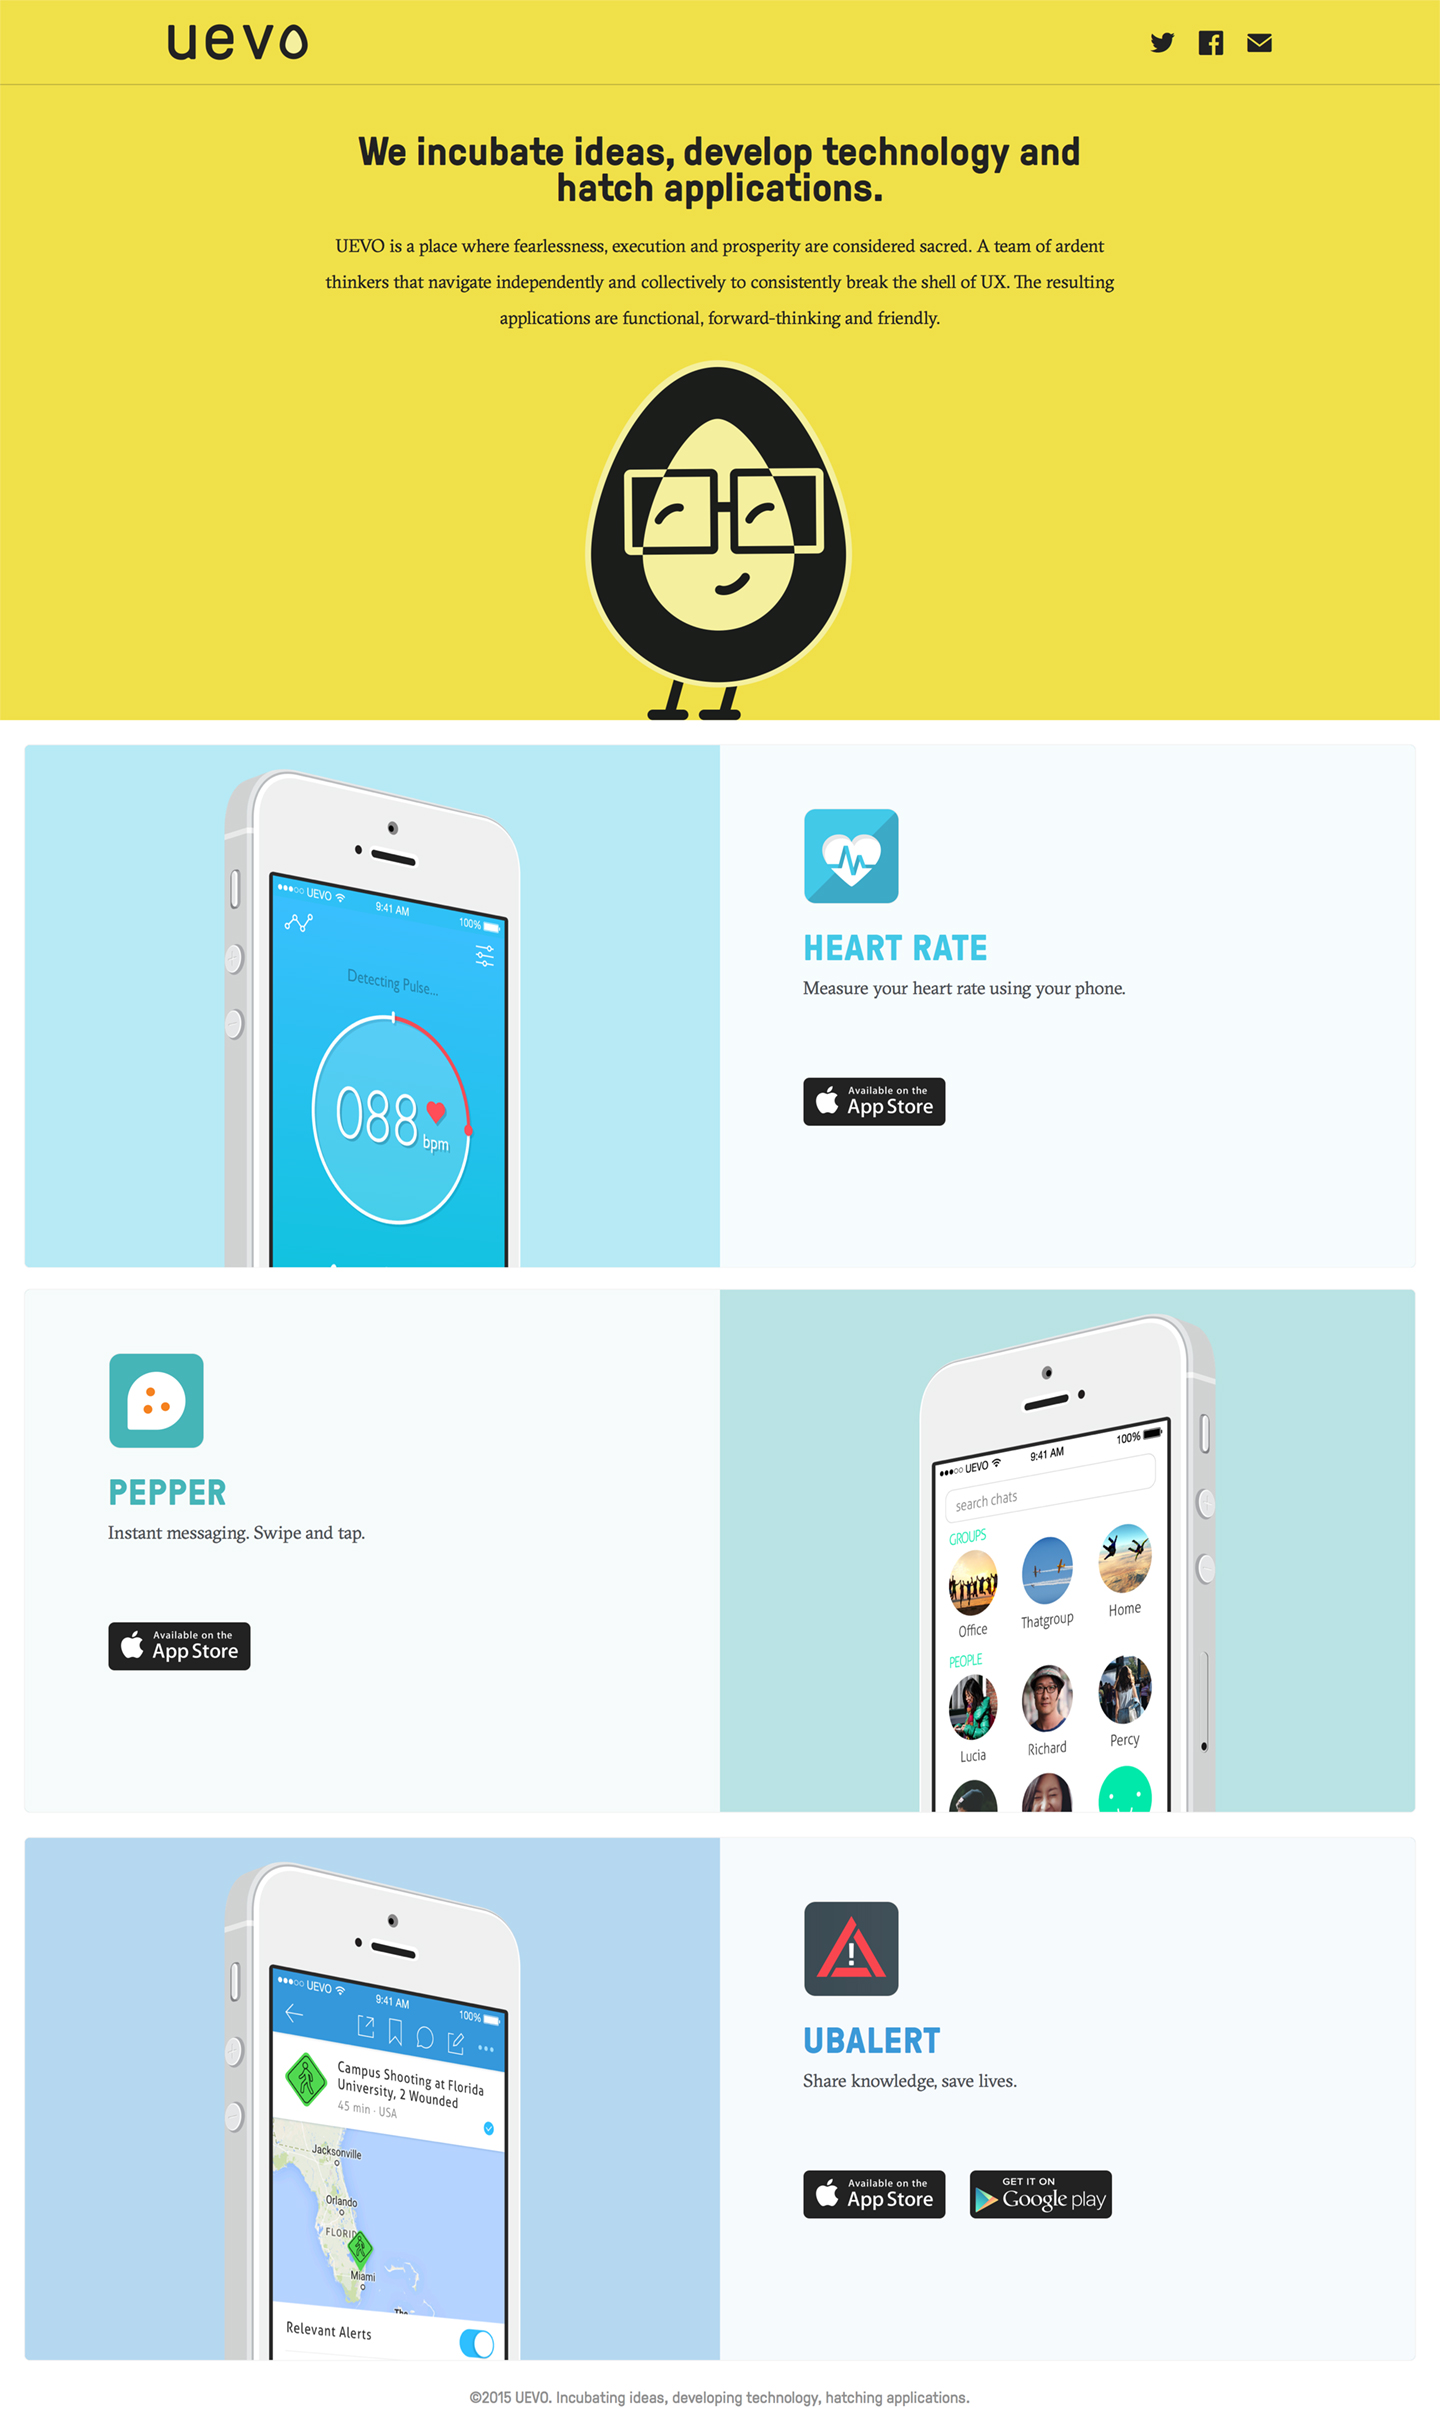 uevo
We incubate ideas, develop technology and
hatch applications.
UEVO is a place where fearlessness, execution and prosperity are considered sacred. A team of ardent
thinkers that navigate independently and collectively to consistently break the shell of UX. The resulting
applications are functional, forward-thinking and friendly.
UEVO 9:41 AM 100%
Detecting Pulse...
088
bpm
HEART RATE
Measure your heart rate using your phone.
Available on the
App Store
PEPPER
Instant messaging. Swipe and tap.
Available on the
App Store
UEVO 9:41 AM 100%
search chats
GROUPS
Office Thatgroup Home
PEOPLE
Lucia Richard Percy
UEVO 9:41 AM 100%
Campus Shooting at Florida
University, 2 Wounded
45 min · USA
Jacksonville
Orlando
FLORID
Miami
The
Relevant Alerts
UBALERT
Share knowledge, save lives.
Available on the
App Store
GET IT ON
Google play
©2015 UEVO. Incubating ideas, developing technology, hatching applications.